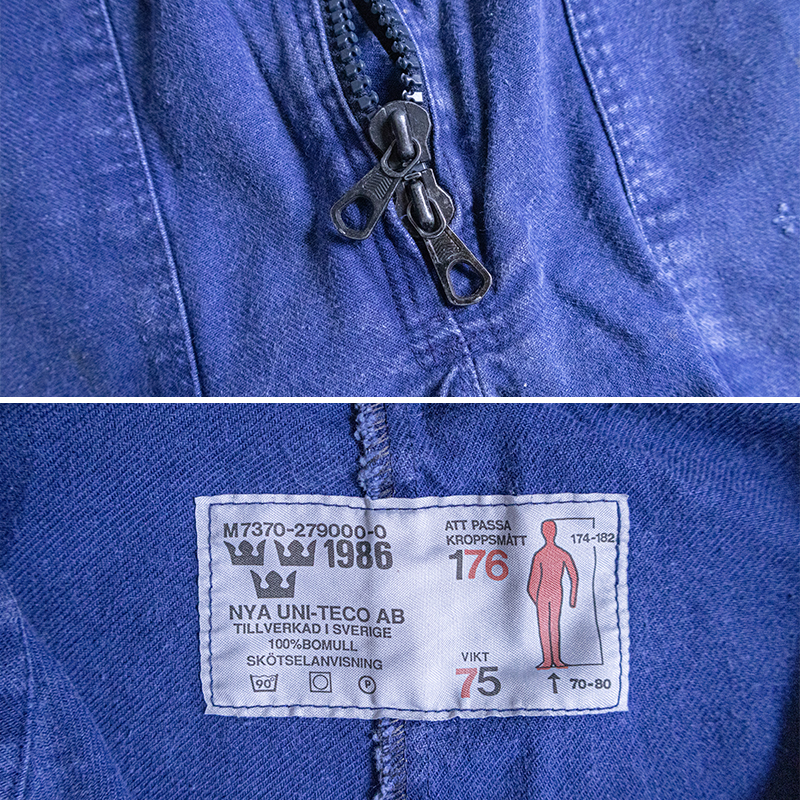 M7370-279000-0
1986
NYA UNI-TECO AB
TILLVERKAD I SVERIGE
100%BOMULL
SKÖTSELANVISNING
90°
P
ATT PASSA
KROPPSMÅTT
176
174-182
VIKT
75
70-80